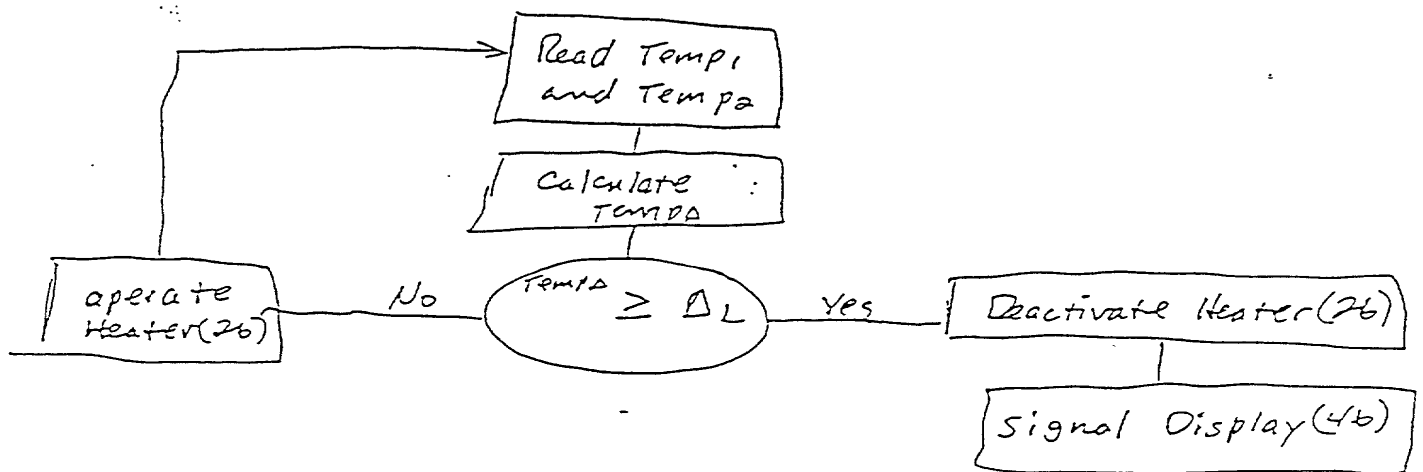 Read Temp₁
and Temp₂
Calculate
TempΔ
TempΔ
≥ ΔL
No
Yes
operate
Heater(26)
Deactivate Heater(26)
Signal Display(46)